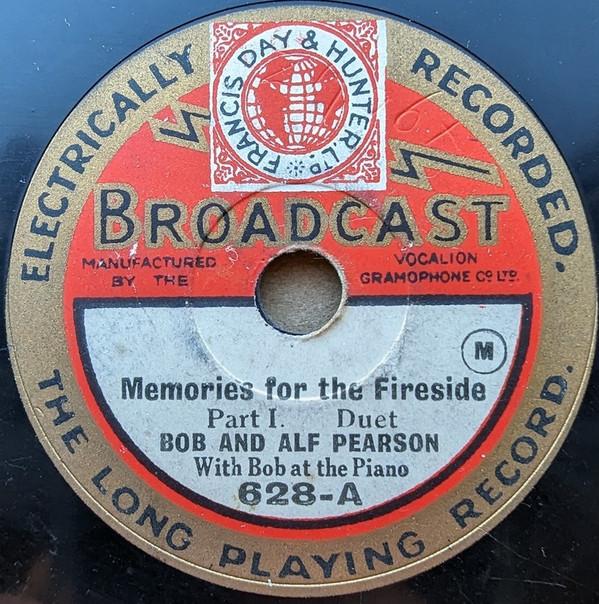 ELECTRICALLY RECORDED.
FRANCIS DAY & HUNTER. LTD
BROADCAST
MANUFACTURED
BY THE
VOCALION
GRAMOPHONE CO LTD.
M
Memories for the Fireside
Part I. Duet
BOB AND ALF PEARSON
With Bob at the Piano
628-A
THE LONG PLAYING RECORD.